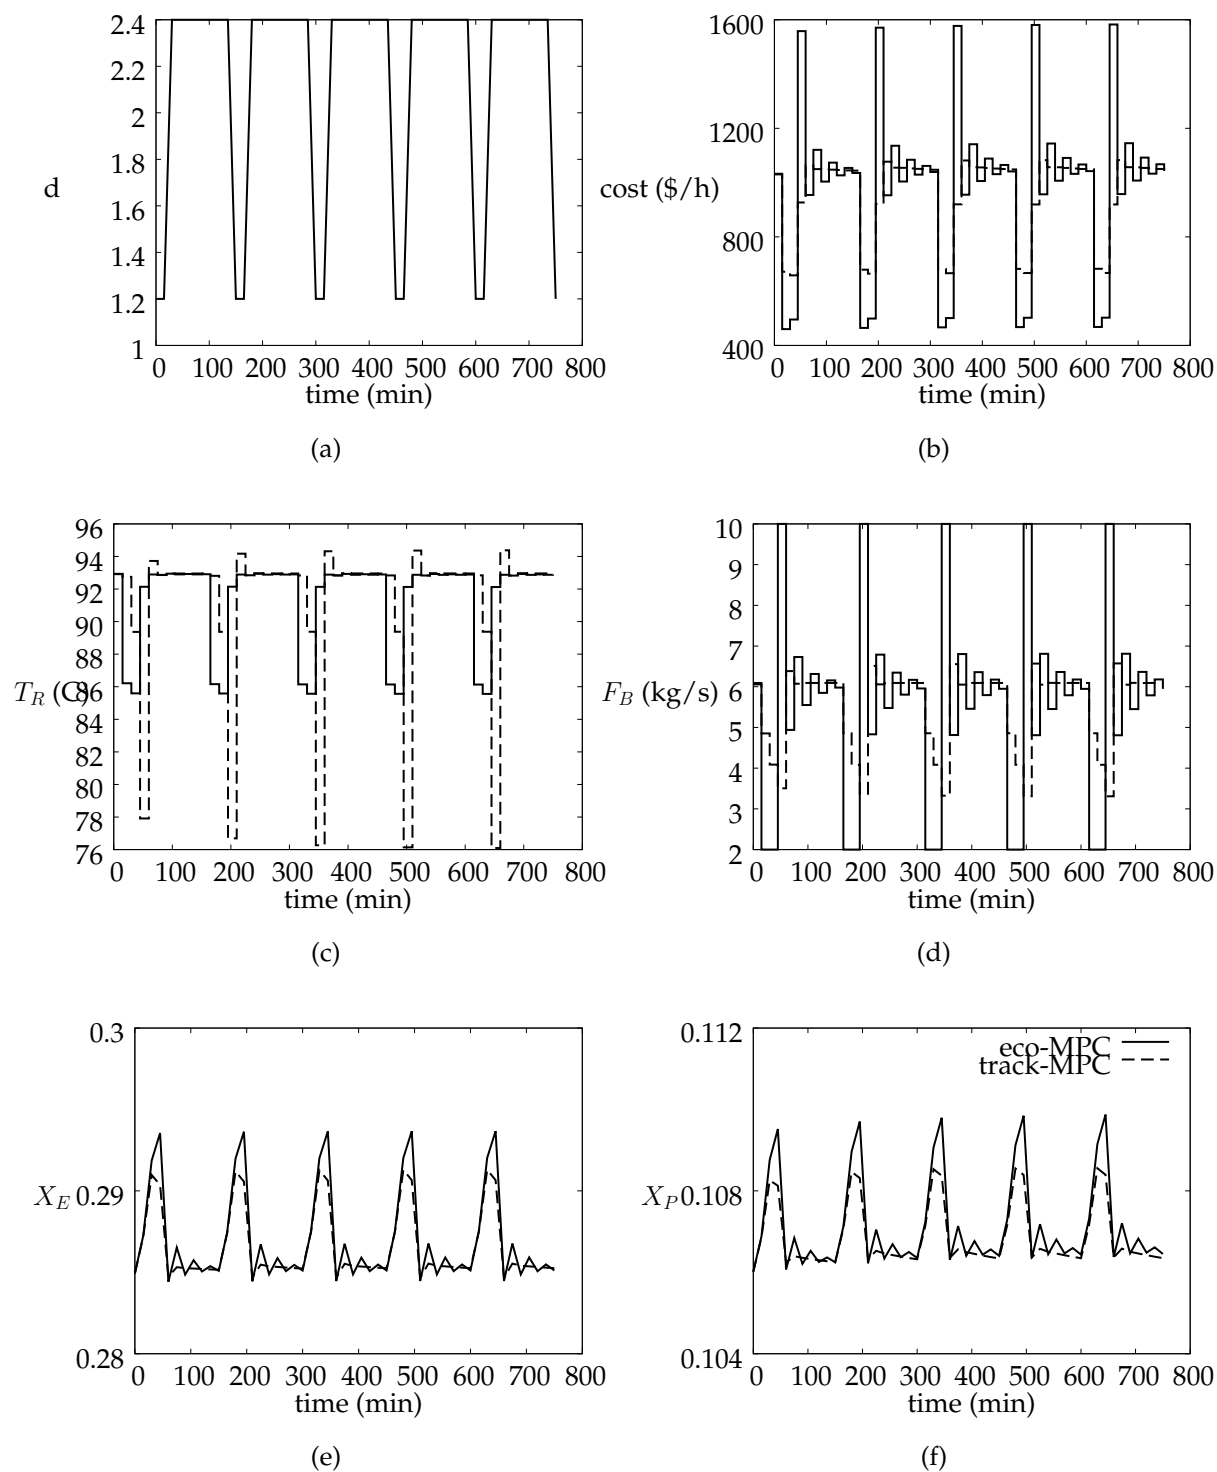 2.4
2.2
2
1.8
d
1.6
1.4
1.2
1
0 100 200 300 400 500 600 700 800
time (min)
(a)
1600
1200
cost ($/h)
800
400
0 100 200 300 400 500 600 700 800
time (min)
(b)
96
94
92
90
88
T_R (C)
86
84
82
80
78
76
0 100 200 300 400 500 600 700 800
time (min)
(c)
10
9
8
7
F_B (kg/s)
6
5
4
3
2
0 100 200 300 400 500 600 700 800
time (min)
(d)
0.3
X_E 0.29
0.28
0 100 200 300 400 500 600 700 800
time (min)
(e)
0.112
eco-MPC
track-MPC
X_P 0.108
0.104
0 100 200 300 400 500 600 700 800
time (min)
(f)